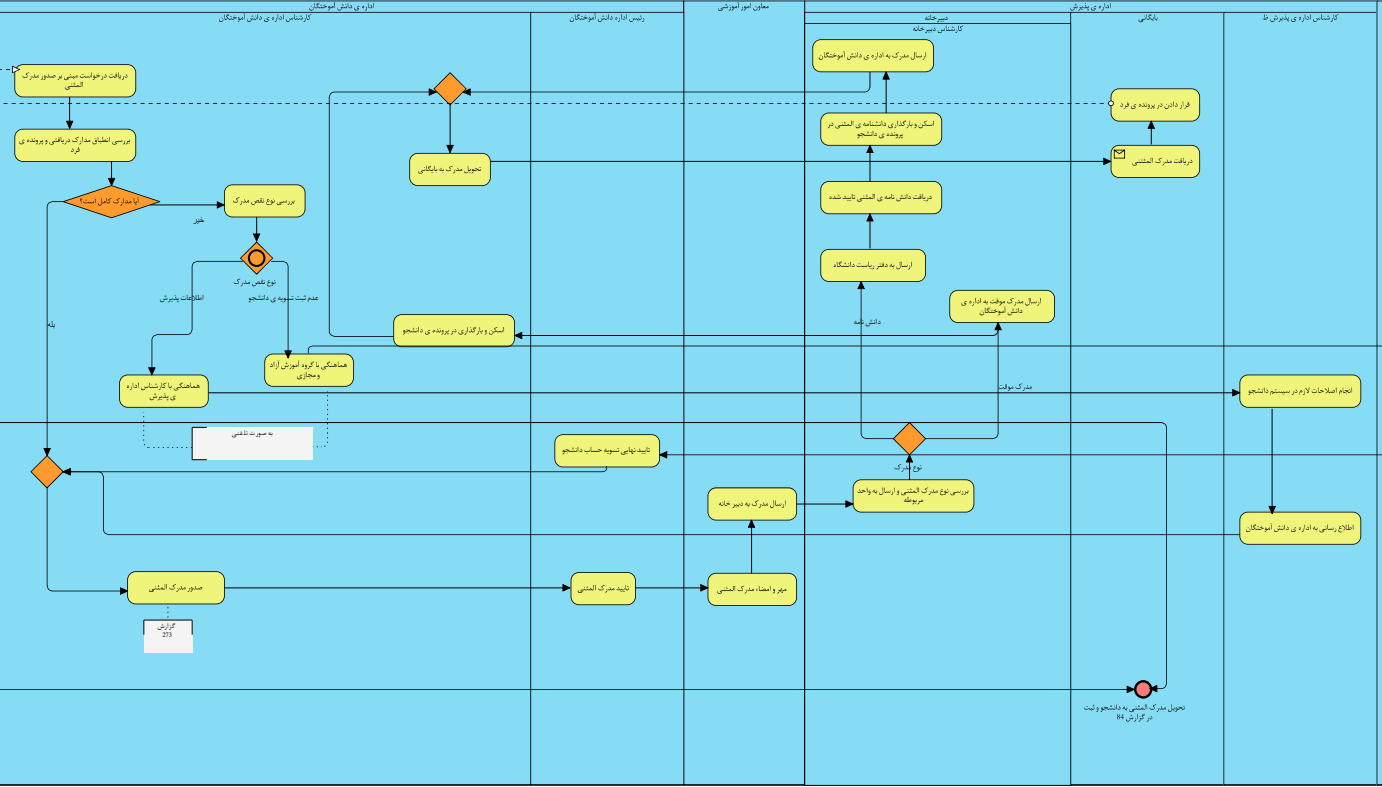 اداره ی دانش آموختگان
معاون امور آموزشی
اداره ی پذیرش
کارشناس اداره ی دانش آموختگان
رئیس اداره دانش آموختگان
دبیرخانه
کارشناس دبیرخانه
بایگانی
کارشناس اداره ی پذیرش ظ
دریافت درخواست مبنی بر صدور مدرک
المثنی
بررسی انطباق مدارک دریافتی و پرونده ی
فرد
آیا مدارک کامل است؟
خیر
بله
بررسی نوع نقص مدرک
نوع نقص مدرک
اطلاعات پذیرش
عدم ثبت تسویه ی دانشجو
هماهنگی با گروه آموزش آزاد
و مجازی
هماهنگی با کارشناس اداره
ی پذیرش
به صورت تلفنی
صدور مدرک المثنی
گزارش
273
تحویل مدرک به بایگانی
اسکن و بارگذاری در پرونده ی دانشجو
تایید نهایی تسویه حساب دانشجو
تایید مدرک المثنی
ارسال مدرک به دبیر خانه
مهر و امضاء مدرک المثنی
ارسال مدرک به اداره ی دانش آموختگان
اسکن و بارگذاری دانشنامه ی المثنی در
پرونده ی دانشجو
دریافت دانش نامه ی المثنی تایید شده
ارسال به دفتر ریاست دانشگاه
ارسال مدرک موقت به اداره ی
دانش آموختگان
دانش نامه
مدرک موقت
نوع مدرک
بررسی نوع مدرک المثنی و ارسال به واحد
مربوطه
قرار دادن در پرونده ی فرد
دریافت مدرک المثنی
انجام اصلاحات لازم در سیستم دانشجو
اطلاع رسانی به اداره ی دانش آموختگان
تحویل مدرک المثنی به دانشجو و ثبت
در گزارش 84